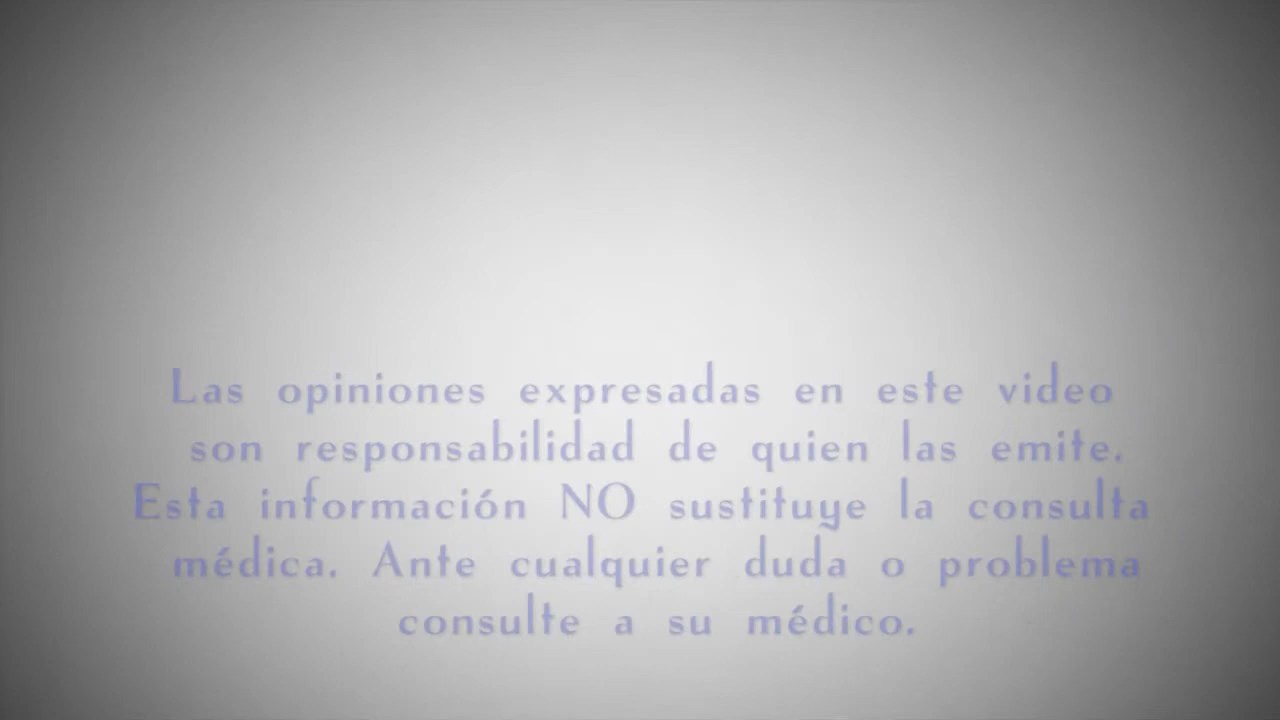 Las opiniones expresadas en este video
son responsabilidad de quien las emite.
Esta información NO sustituye la consulta
médica. Ante cualquier duda o problema
consulte a su médico.